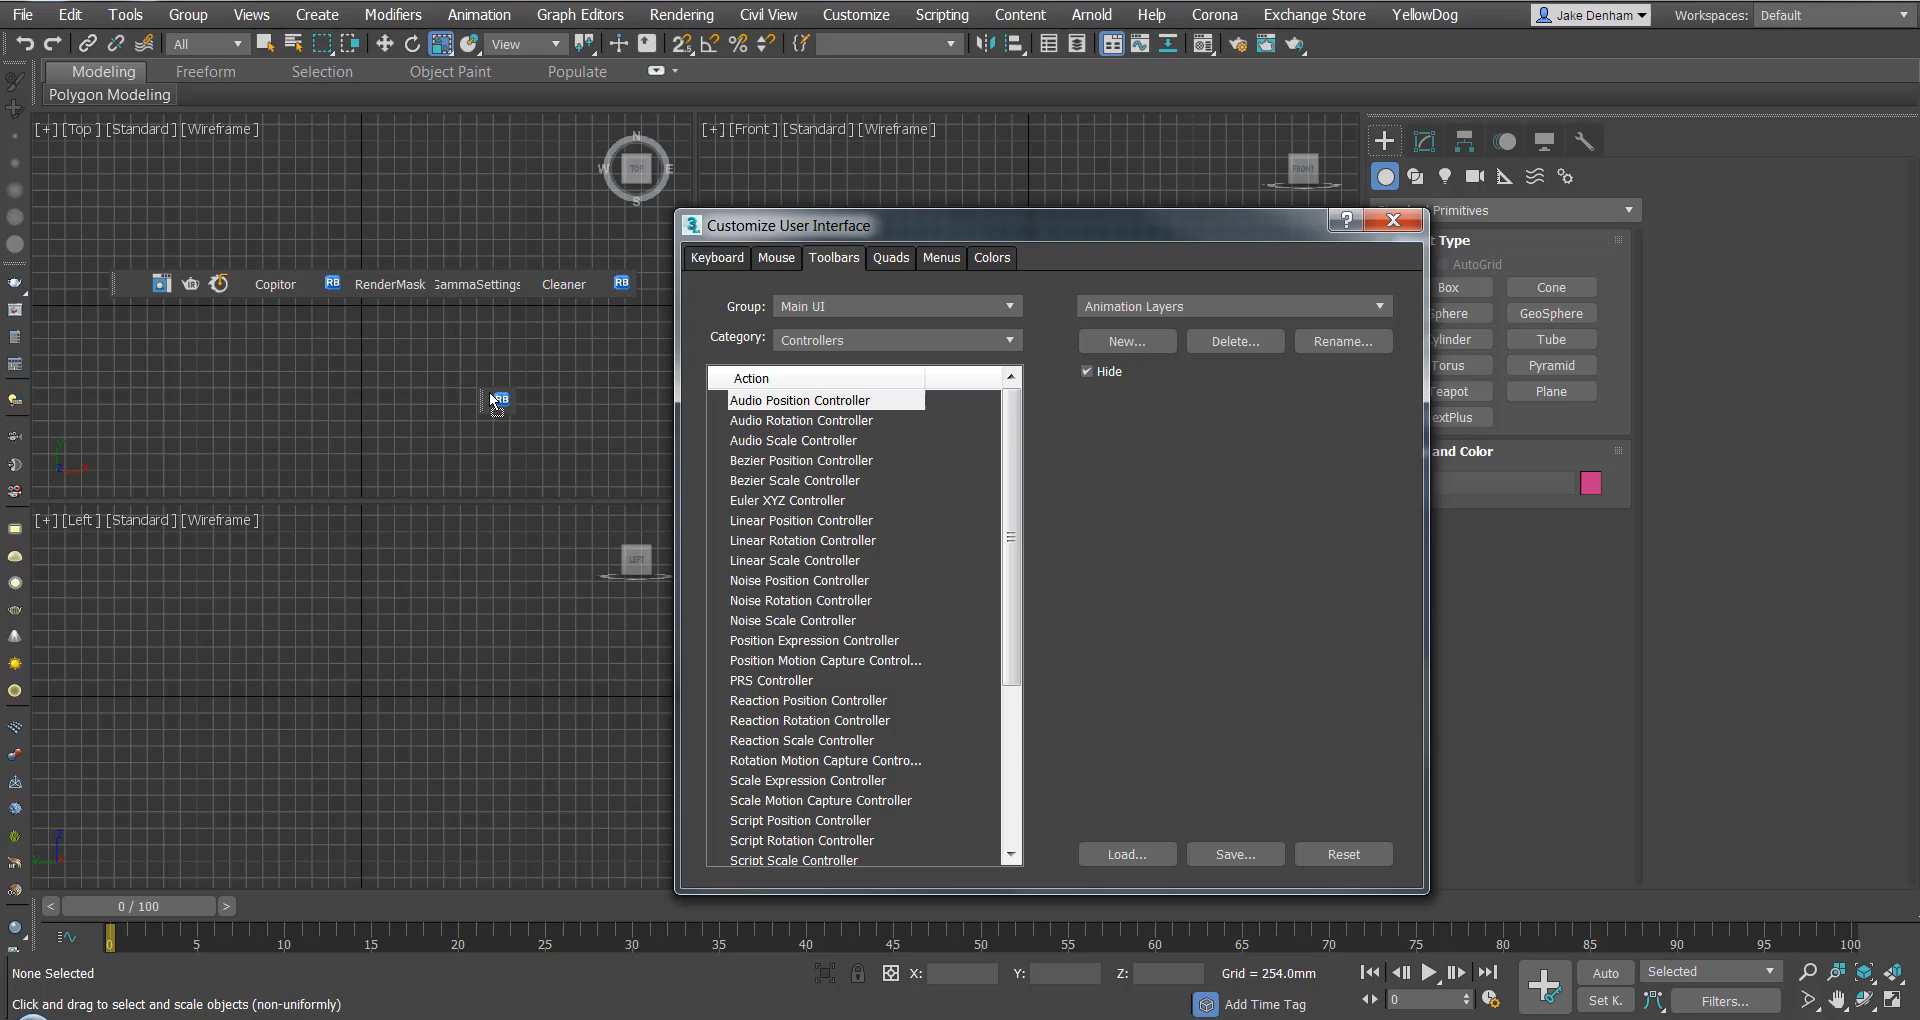 File Edit Tools Group Views Create Modifiers Animation Graph Editors Rendering Civil View Customize Scripting Content Arnold Help Corona Exchange Store YellowDog Jake Denham Workspaces: Default
All View
Modeling Freeform Selection Object Paint Populate
Polygon Modeling
[+] [Top ] [Standard ] [Wireframe ]
[+] [Front ] [Standard ] [Wireframe ]
N
W TOP E
S
FRONT
Primitives
Customize User Interface
?
t Type
AutoGrid
Keyboard Mouse Toolbars Quads Menus Colors
RB
Copitor RB RenderMask GammaSettings Cleaner RB
Box Cone
Group: Main UI Animation Layers
phere GeoSphere
Category: Controllers New... Delete... Rename...
ylinder Tube
Torus Pyramid
Hide
Action
eapot Plane
extPlus
Audio Position Controller
Audio Rotation Controller
Audio Scale Controller
and Color
Bezier Position Controller
Bezier Scale Controller
Euler XYZ Controller
Linear Position Controller
Linear Rotation Controller
Linear Scale Controller
Noise Position Controller
Noise Rotation Controller
Noise Scale Controller
Position Expression Controller
Position Motion Capture Control...
PRS Controller
Reaction Position Controller
Reaction Rotation Controller
Reaction Scale Controller
Rotation Motion Capture Contro...
Scale Expression Controller
Scale Motion Capture Controller
Script Position Controller
Script Rotation Controller
Script Scale Controller
Load... Save... Reset
[+] [Left ] [Standard ] [Wireframe ]
LEFT
< 0 / 100 >
0 5 10 15 20 25 30 35 40 45 50 55 60 65 70 75 80 85 90 95 100
None Selected X: Y: Z: Grid = 254.0mm Auto Selected
Click and drag to select and scale objects (non-uniformly) Add Time Tag 0 Set K. Filters...